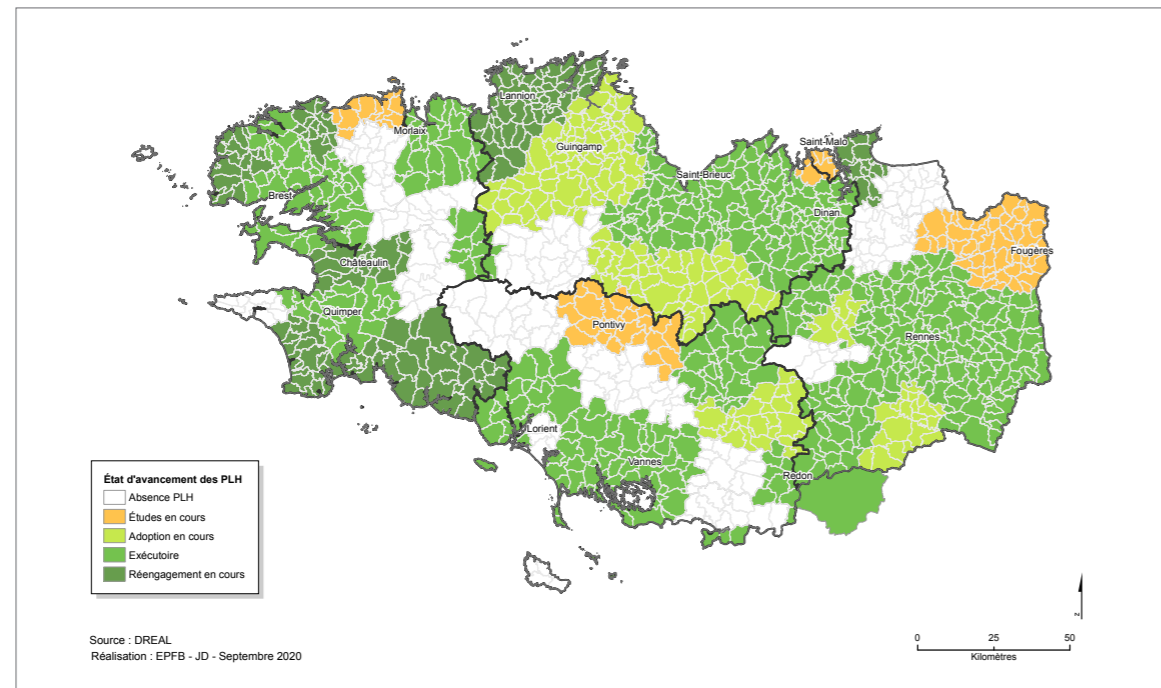 Lannion
Morlaix
Guingamp
Saint-Malo
Saint-Brieuc
Brest
Dinan
Fougères
Châteaulin
Quimper
Pontivy
Rennes
Lorient
Vannes
Redon
État d'avancement des PLH
Absence PLH
Études en cours
Adoption en cours
Exécutoire
Réengagement en cours
Source : DREAL
Réalisation : EPFB - JD - Septembre 2020
N
0 25 50
Kilomètres